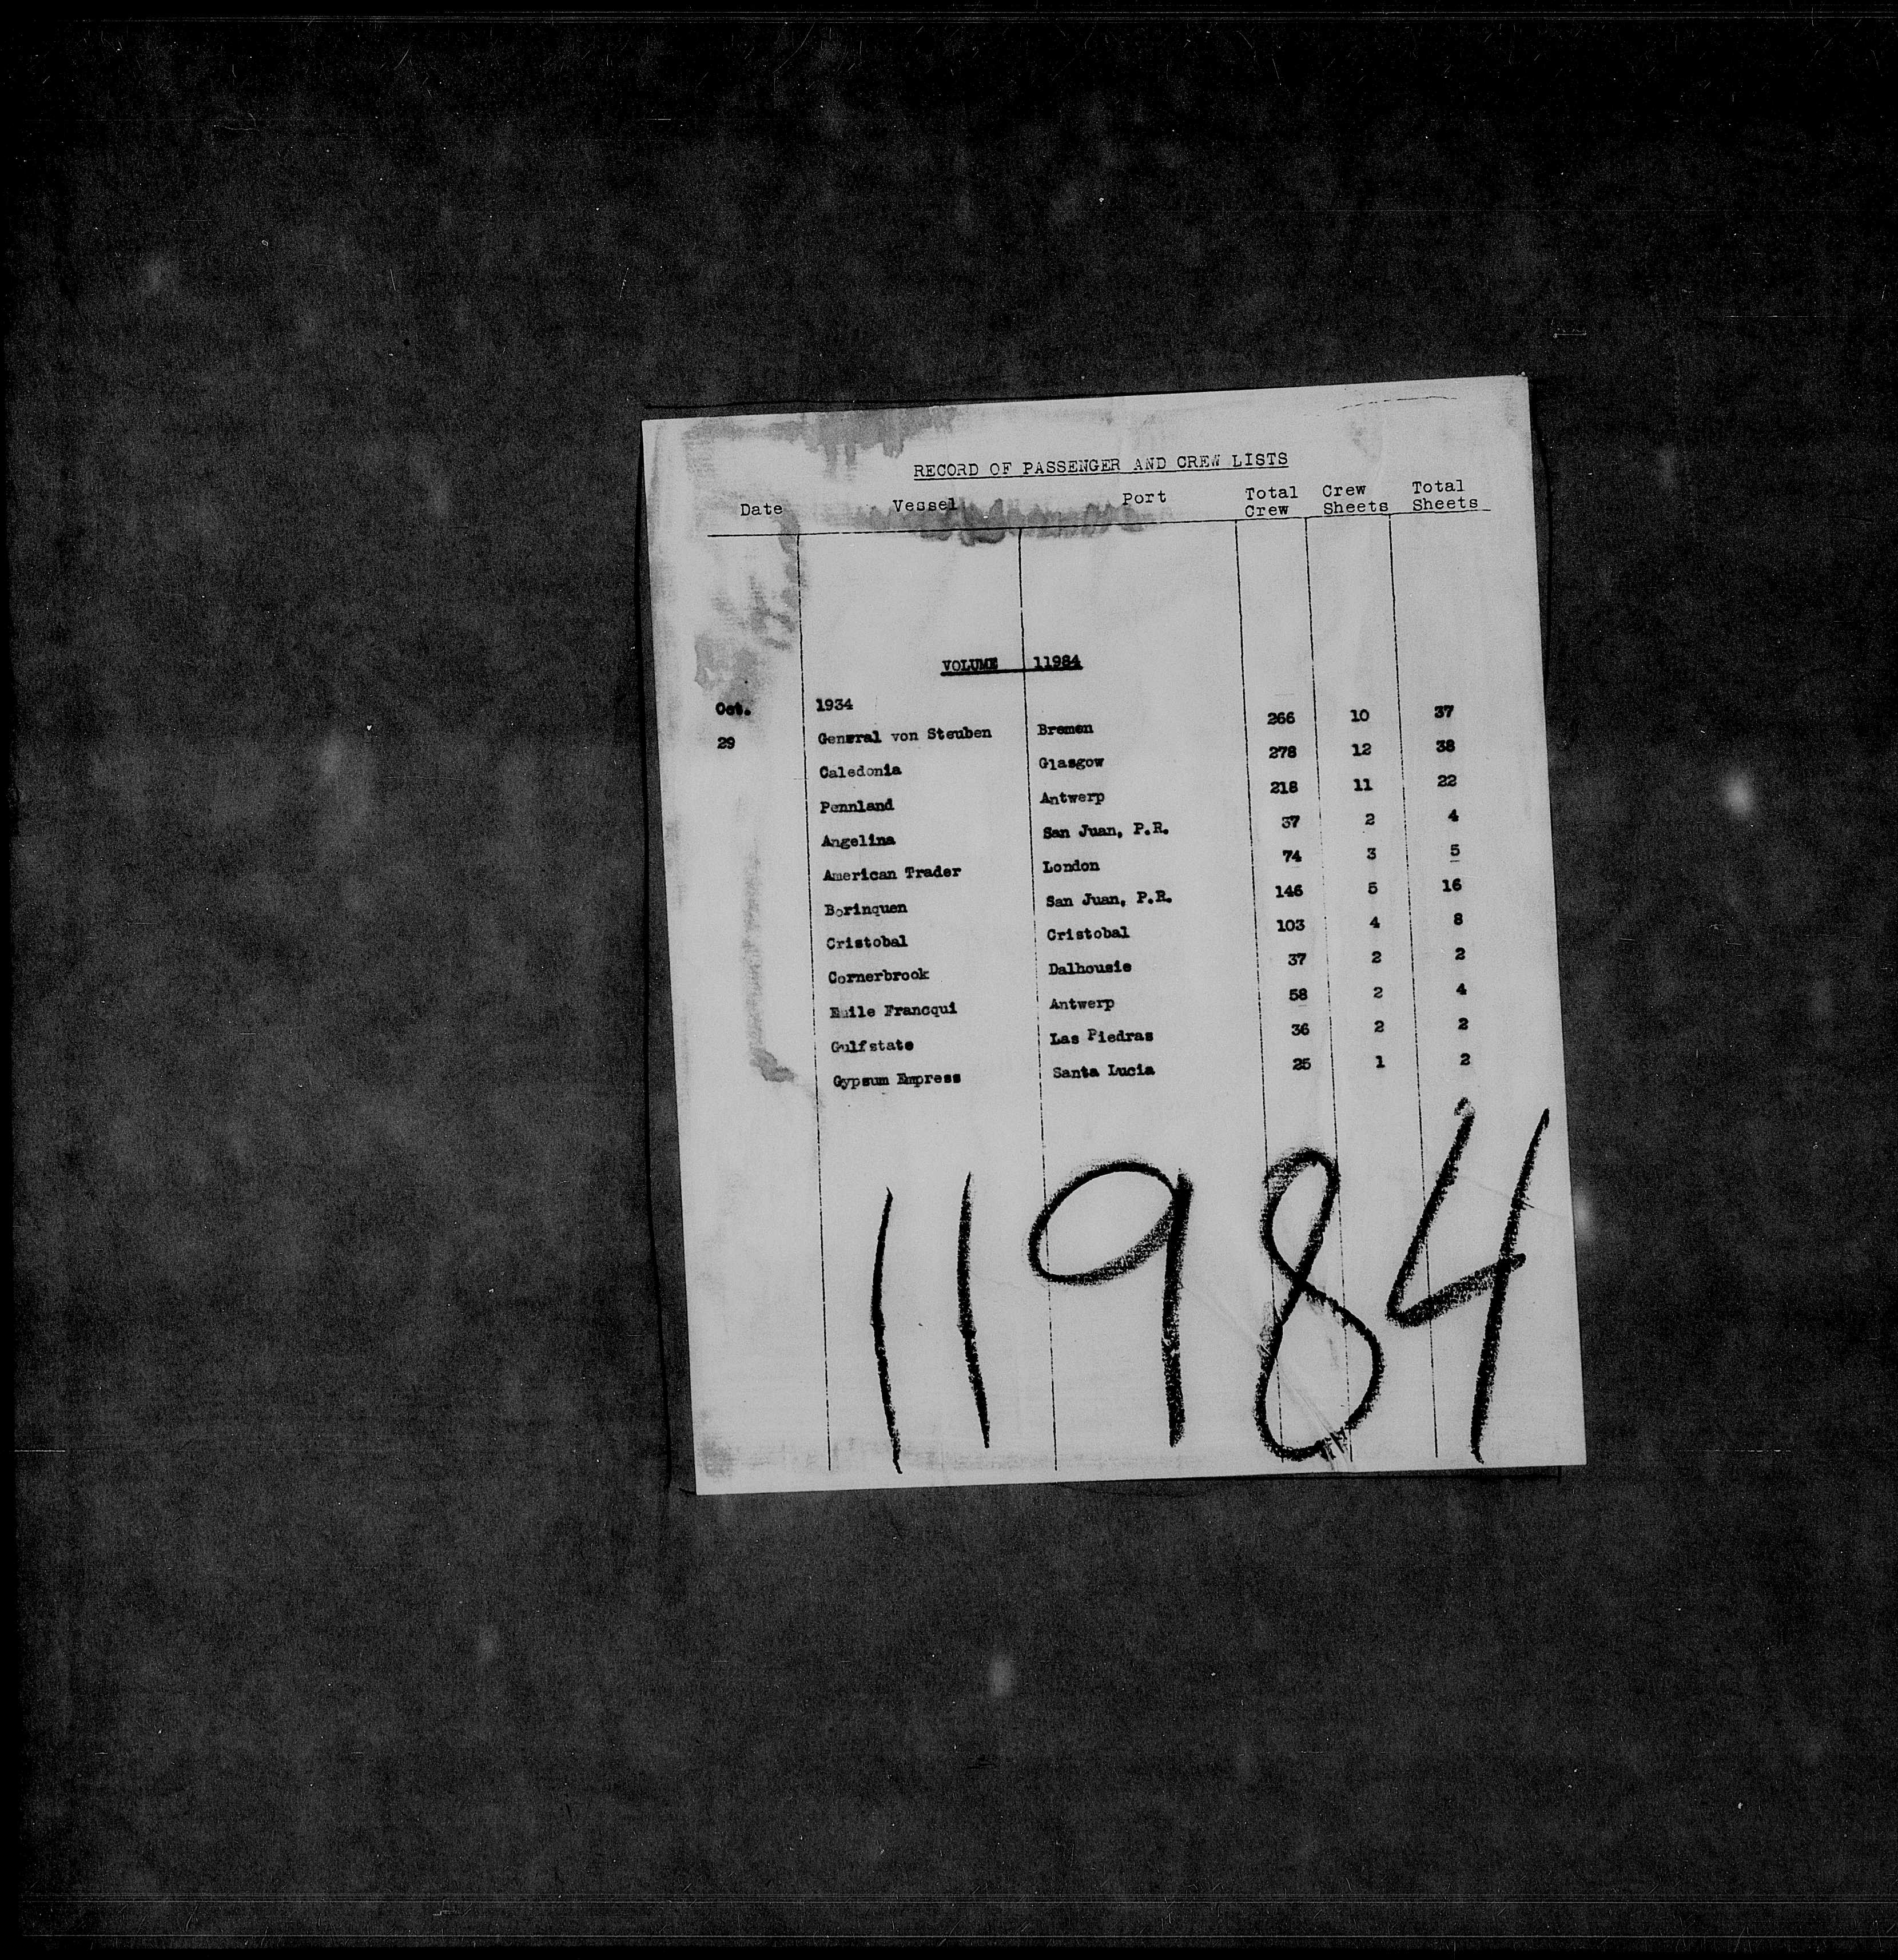 RECORD OF PASSENGER AND CREW LISTS
Date Vessel Port Total Crew Crew Sheets Total Sheets
VOLUME 11984
Oct. 1934
29 General von Steuben Bremen 266 10 37
Caledonia Glasgow 278 12 38
Pennland Antwerp 218 11 22
Angelina San Juan, P.R. 37 2 4
American Trader London 74 3 5
Borinquen San Juan, P.R. 146 5 16
Cristobal Cristobal 103 4 8
Cornerbrook Dalhousie 37 2 2
Emile Francqui Antwerp 58 2 4
Gulfstate Las Piedras 36 2 2
Gypsum Empress Santa Lucia 25 1 2
11984